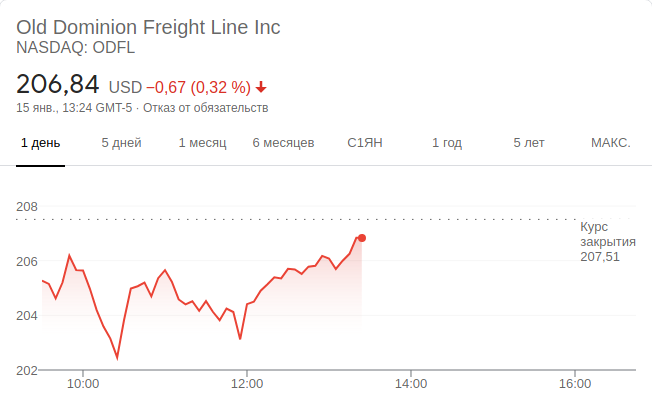 Old Dominion Freight Line Inc
NASDAQ: ODFL
206,84 USD −0,67 (0,32 %)
15 янв., 13:24 GMT-5 · Отказ от обязательств
1 день 5 дней 1 месяц 6 месяцев С1ЯН 1 год 5 лет МАКС.
208
Курс
закрытия
207,51
206
204
202
10:00 12:00 14:00 16:00